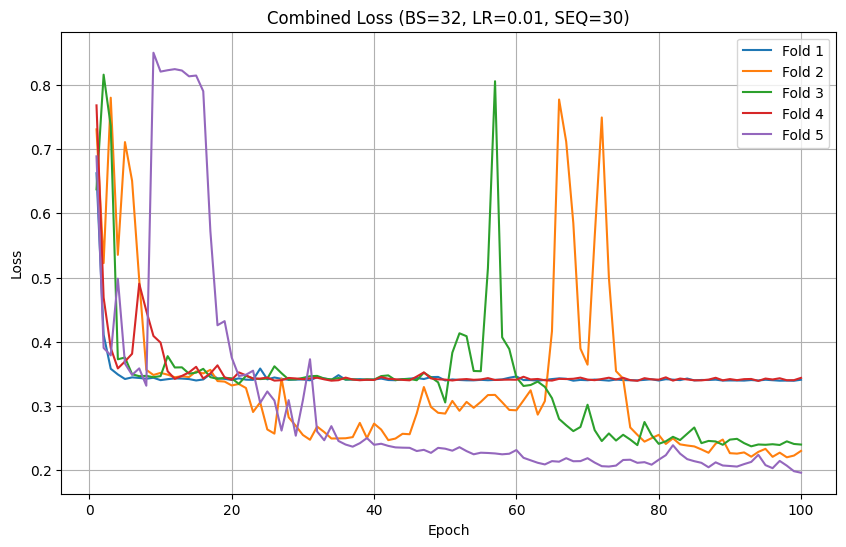 Combined Loss (BS=32, LR=0.01, SEQ=30)
Fold 1
Fold 2
Fold 3
Fold 4
Fold 5
Loss
0.8
0.7
0.6
0.5
0.4
0.3
0.2
0 20 40 60 80 100
Epoch